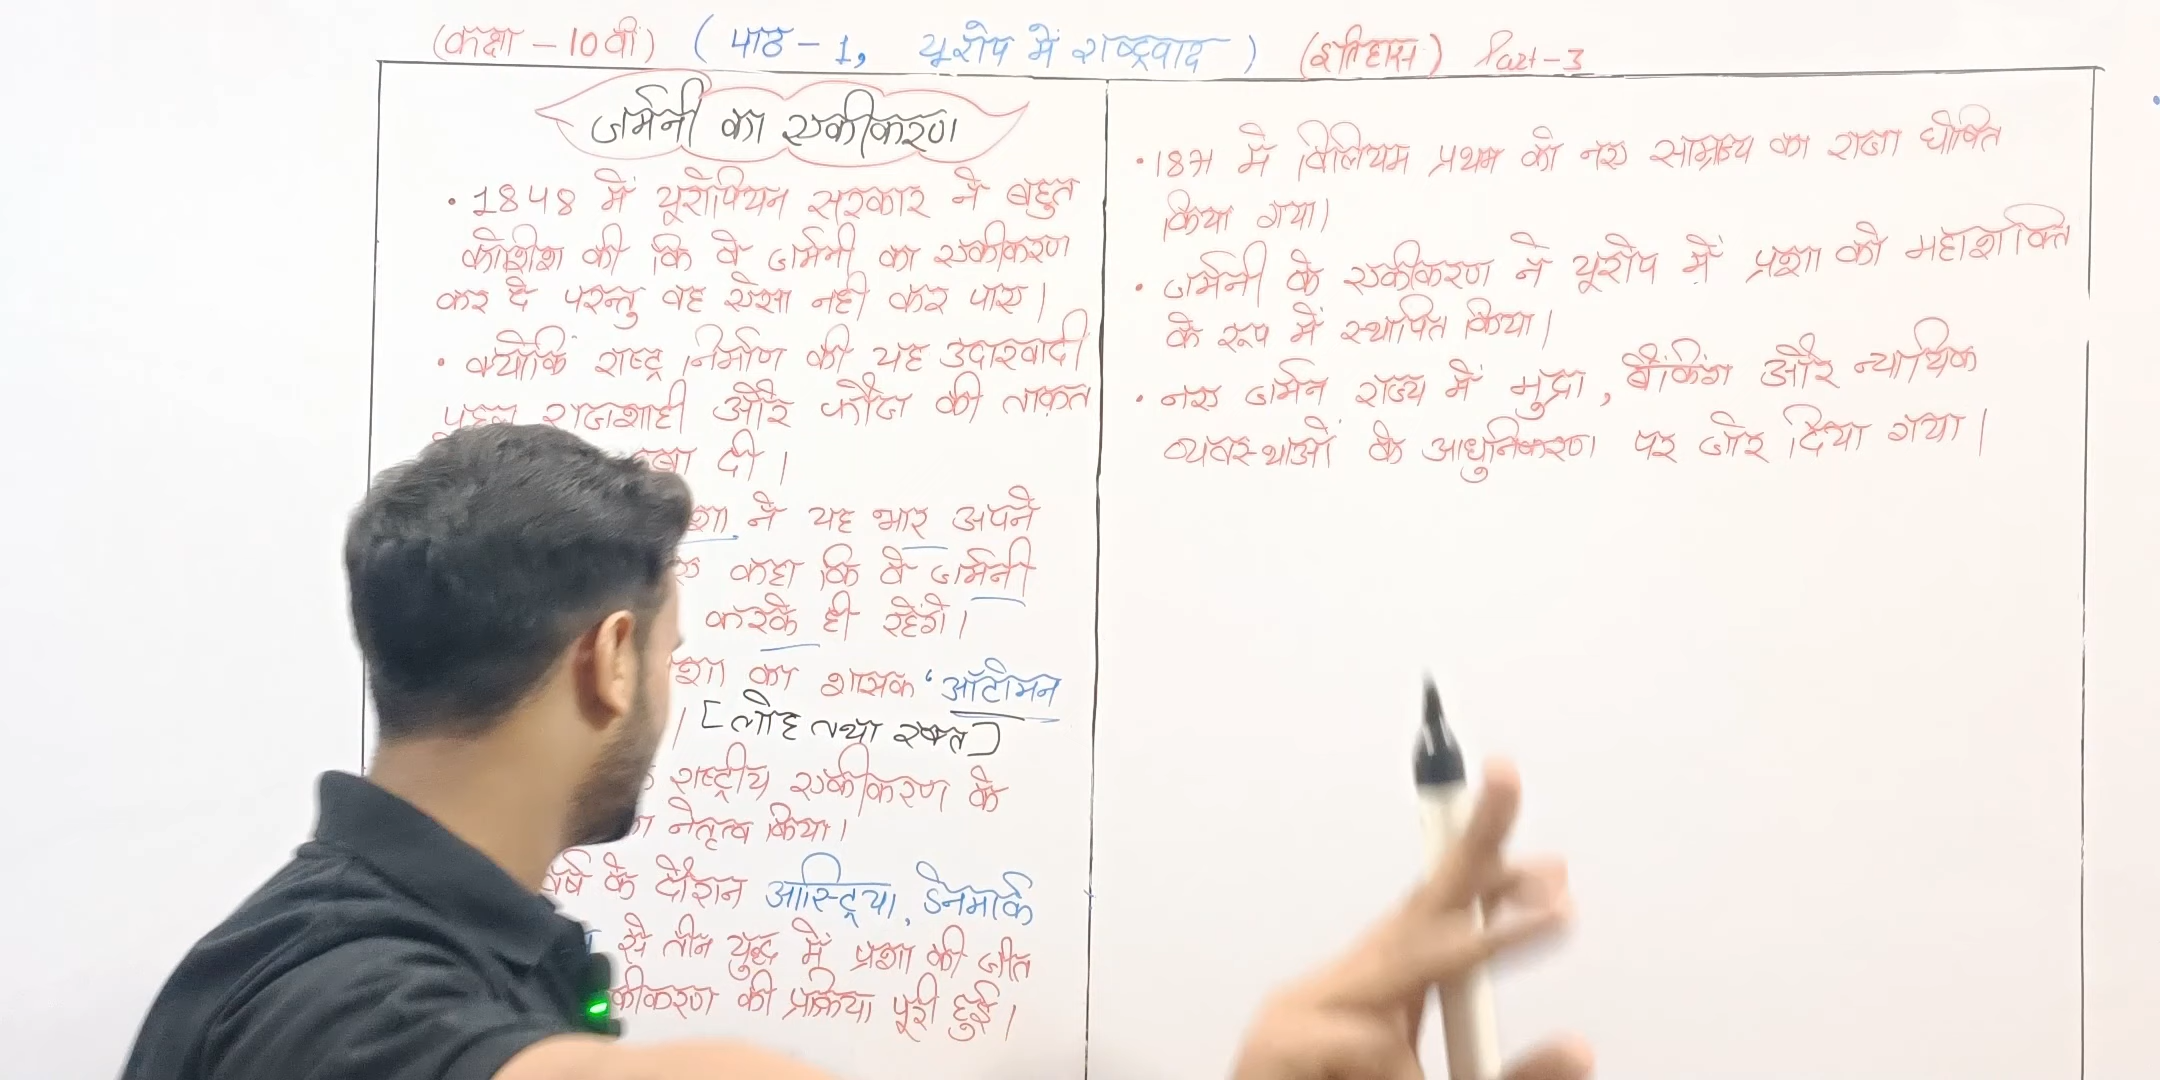 (कक्षा - 10वी) ( पाठ - 1, यूरोप में राष्ट्रवाद ) (इतिहास) Part-3
जर्मनी का एकीकरण
• 1848 में यूरोपियन सरकार ने बहुत
कोशिश की कि वे जर्मनी का एकीकरण
कर दे परन्तु वह ऐसा नही कर पाए।
• क्योंकि राष्ट्र निर्माण की यह उदारवादी
पहल राजशाही और फौज की ताक़त
दी।
ने यह भार अपने
कहा कि वे जर्मनी
करके ही रहेंगे।
का शासक ' ऑटोमन
[लोह तथा रक्त]
राष्ट्रीय एकीकरण के
नेतृत्व किया।
वर्ष के दौरान आस्ट्रिया, डेनमार्क
से तीन युद्ध में प्रशा की जीत
की प्रक्रिया पूरी हुई।
• 1871 में विलियम प्रथम को नए साम्राज्य का राजा घोषित
किया गया।
• जर्मनी के एकीकरण ने यूरोप में प्रशा को महाशक्ति
के रूप में स्थापित किया।
• नए जर्मन राज्य में मुद्रा, बैंकिंग और न्यायिक
व्यवस्थाओं के आधुनिकरण पर जोर दिया गया।